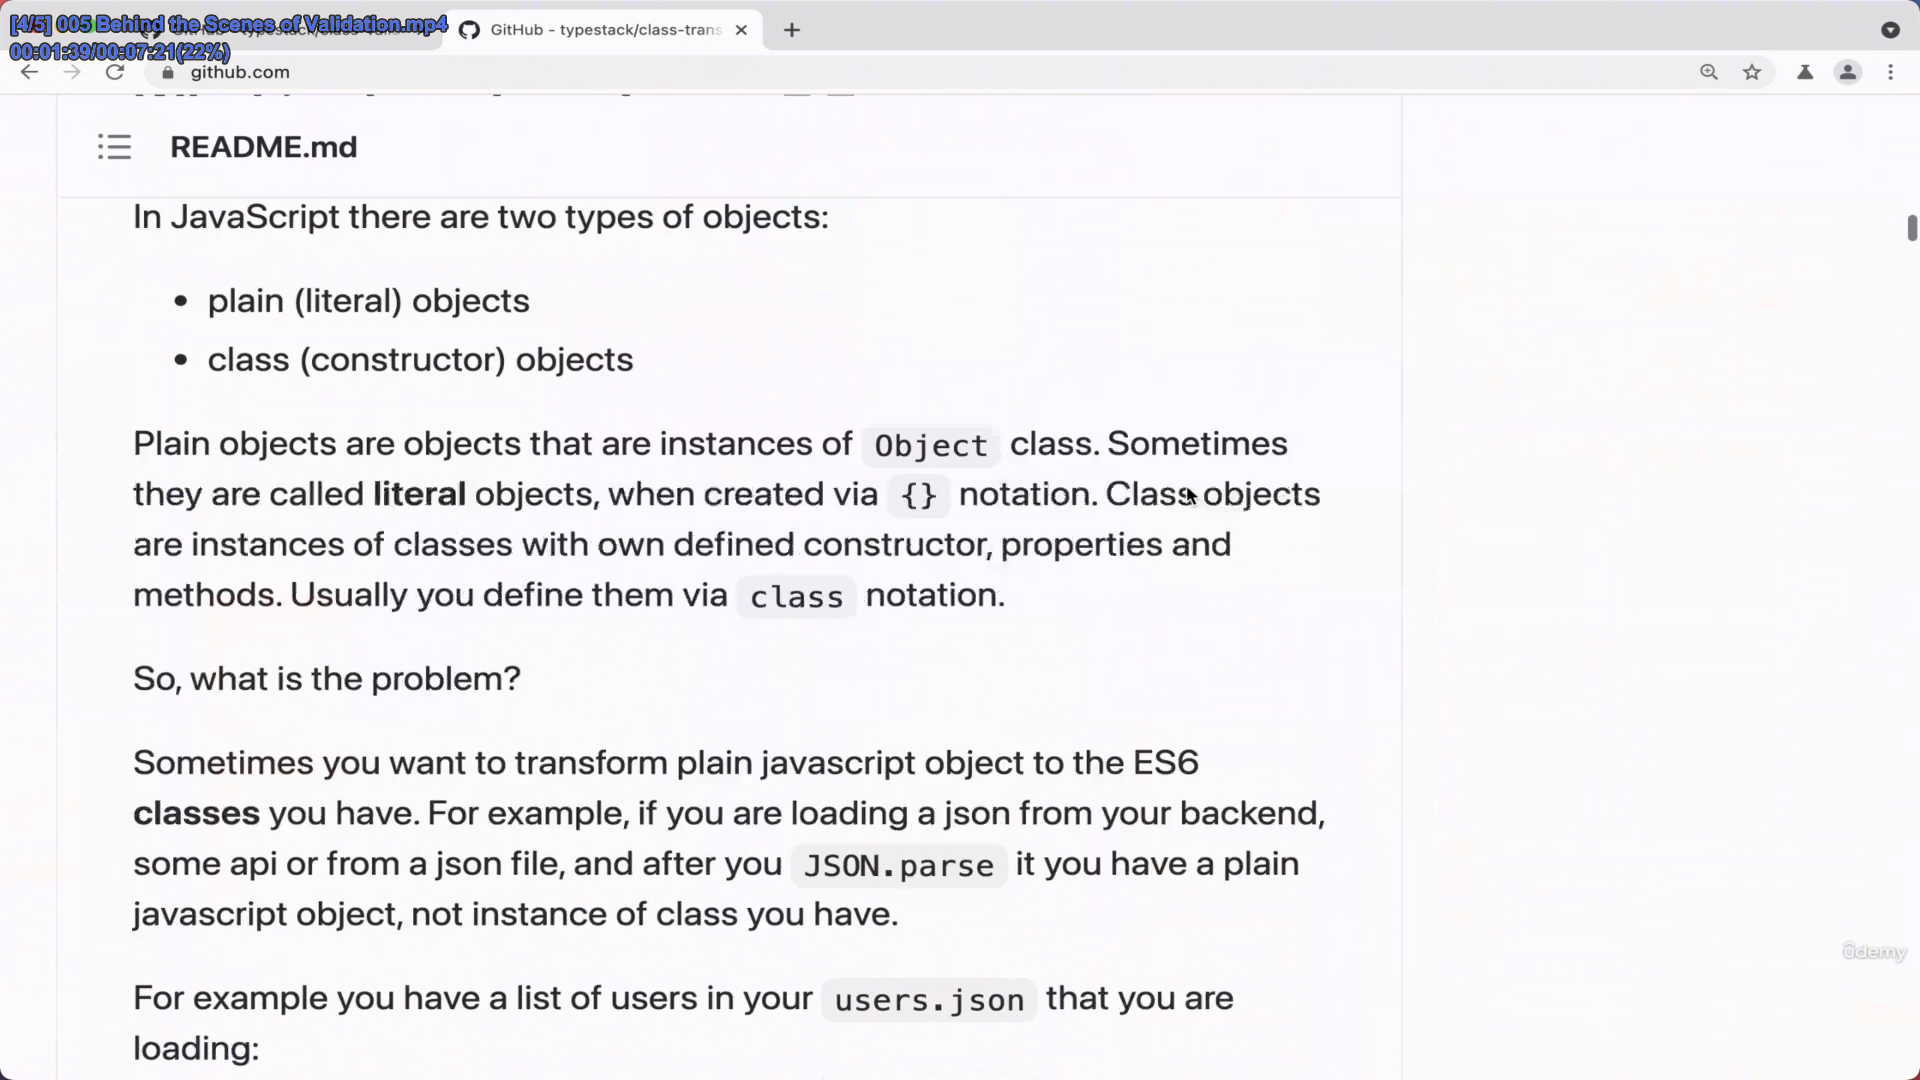 [4/5] 005 Behind the Scenes of Validation.mp4
00:01:39/00:07:21(22%)
GitHub - typestack/class-trans
github.com
README.md
In JavaScript there are two types of objects:
• plain (literal) objects
• class (constructor) objects
Plain objects are objects that are instances of Object class. Sometimes
they are called literal objects, when created via {} notation. Class objects
are instances of classes with own defined constructor, properties and
methods. Usually you define them via class notation.
So, what is the problem?
Sometimes you want to transform plain javascript object to the ES6
classes you have. For example, if you are loading a json from your backend,
some api or from a json file, and after you JSON.parse it you have a plain
javascript object, not instance of class you have.
For example you have a list of users in your users.json that you are
loading:
ûdemy